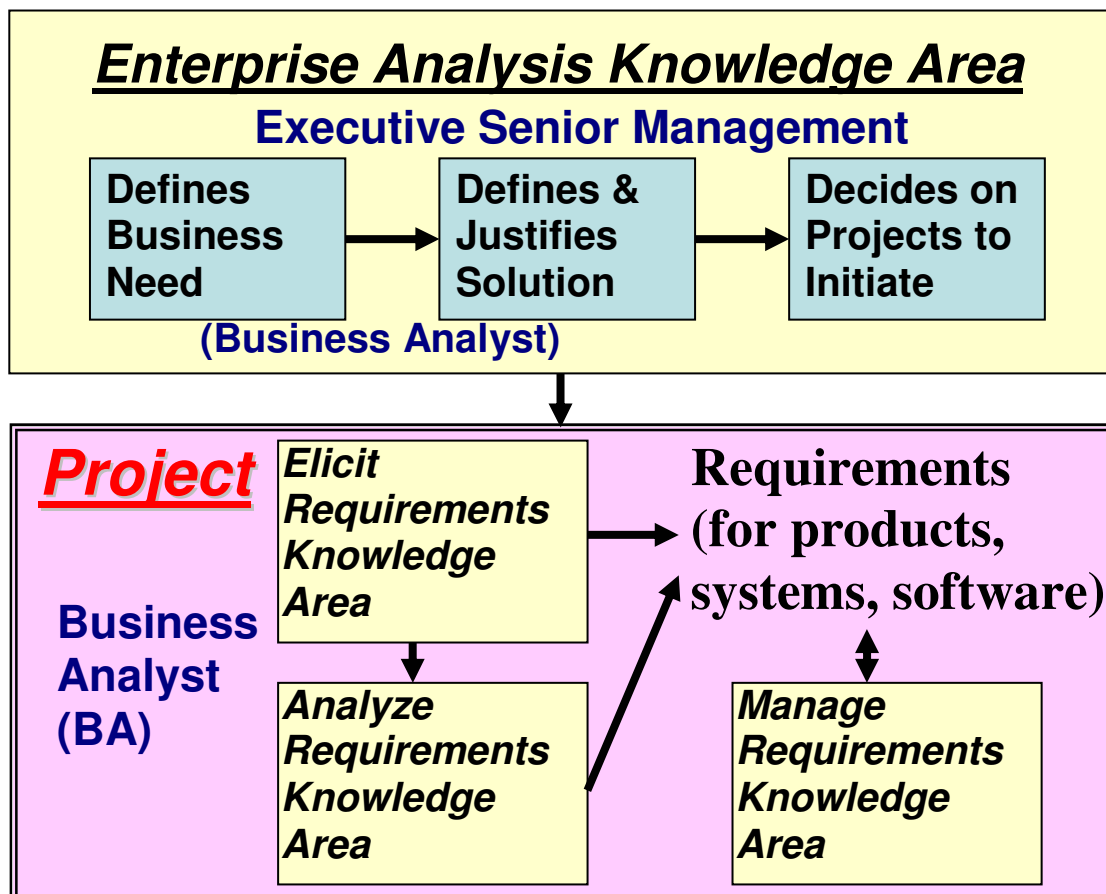 Enterprise Analysis Knowledge Area
Executive Senior Management
Defines
Business
Need
Defines &
Justifies
Solution
Decides on
Projects to
Initiate
(Business Analyst)
Project
Business
Analyst
(BA)
Elicit
Requirements
Knowledge
Area
Requirements
(for products,
systems, software)
Analyze
Requirements
Knowledge
Area
Manage
Requirements
Knowledge
Area